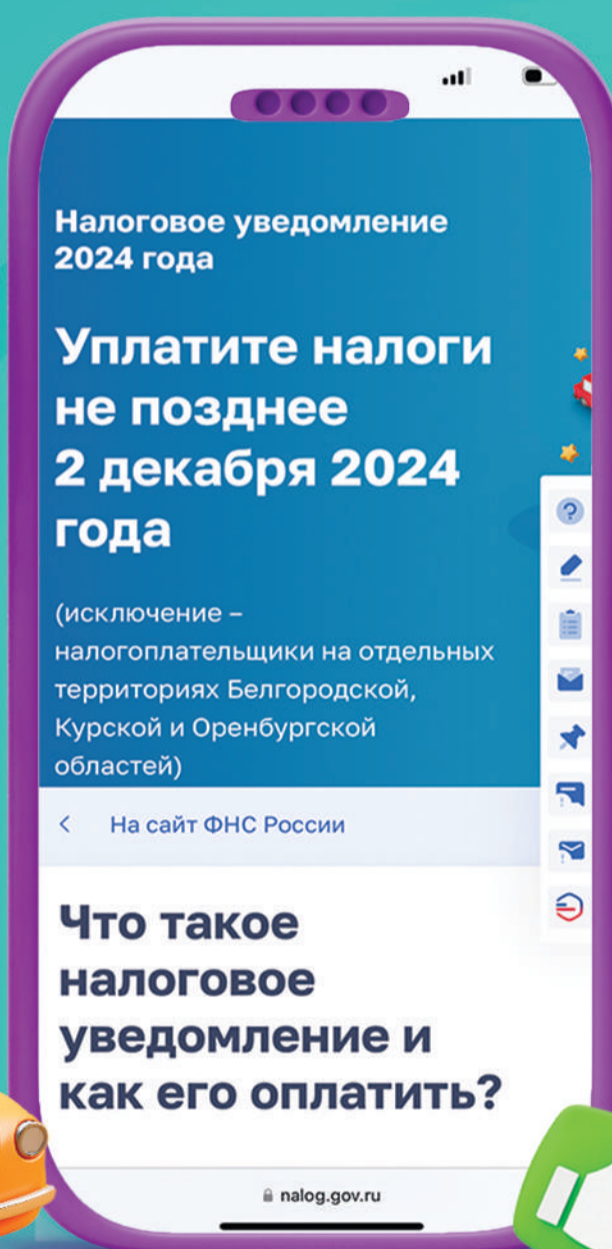 Налоговое уведомление
2024 года
Уплатите налоги
не позднее
2 декабря 2024
года
(исключение –
налогоплательщики на отдельных
территориях Белгородской,
Курской и Оренбургской
областей)
На сайт ФНС России
Что такое
налоговое
уведомление и
как его оплатить?
nalog.gov.ru